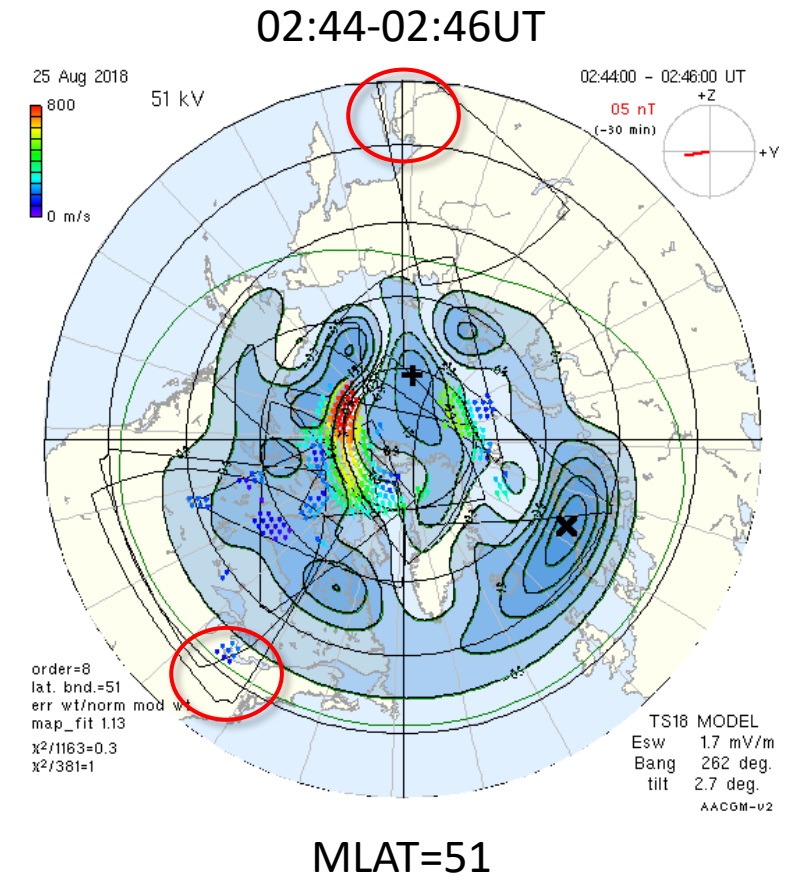 02:44-02:46UT
25 Aug 2018
51 kV
02:44:00 - 02:46:00 UT
800
0 m/s
05 nT
(-30 min)
+Z
+Y
order=8
lat. bnd.=51
err wt/norm mod wt
map_fit 1.13
χ2/1163=0.3
χ2/381=1
TS18 MODEL
Esw 1.7 mV/m
Bang 262 deg.
tilt 2.7 deg.
AACGM-v2
MLAT=51